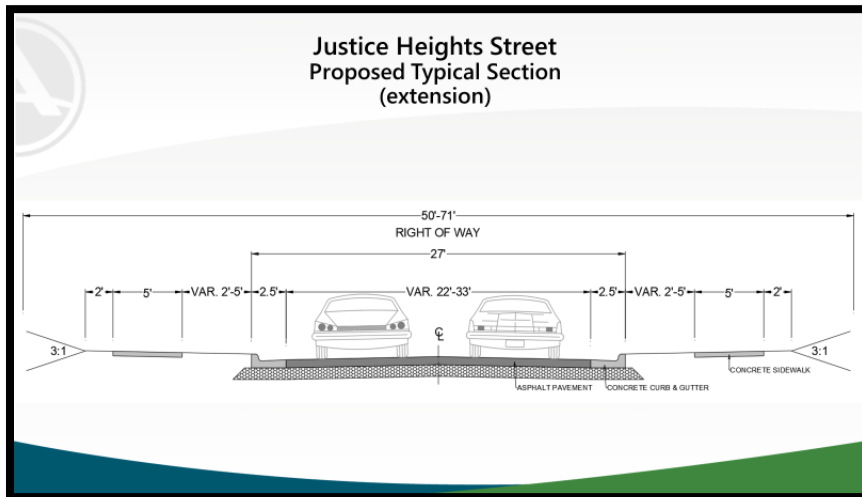 Justice Heights Street
Proposed Typical Section
(extension)
50'-71'
RIGHT OF WAY
27'
2' 5' VAR. 2'-5' 2.5' VAR. 22'-33' 2.5' VAR. 2'-5' 5' 2'
℄
3:1 3:1
CONCRETE SIDEWALK
ASPHALT PAVEMENT CONCRETE CURB & GUTTER